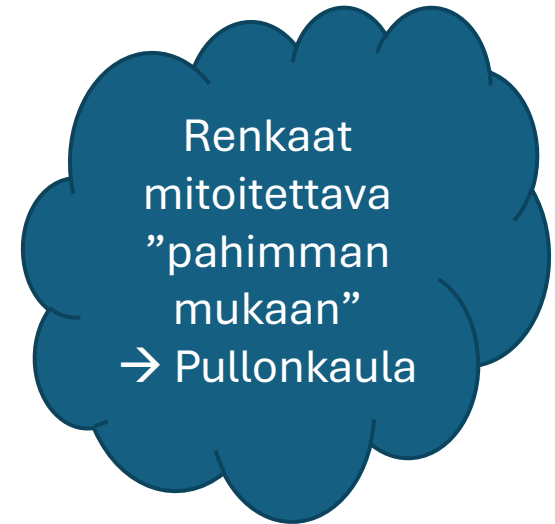 Renkaat
mitoitettava
”pahimman
mukaan”
→ Pullonkaula